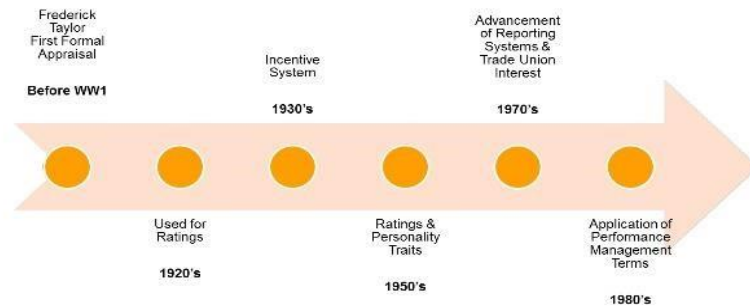 Frederick
Taylor
First Formal
Appraisal
Before WW1
Used for
Ratings
1920's
Incentive
System
1930's
Ratings &
Personality
Traits
1950's
Advancement
of Reporting
Systems &
Trade Union
Interest
1970's
Application of
Performance
Management
Terms
1980's